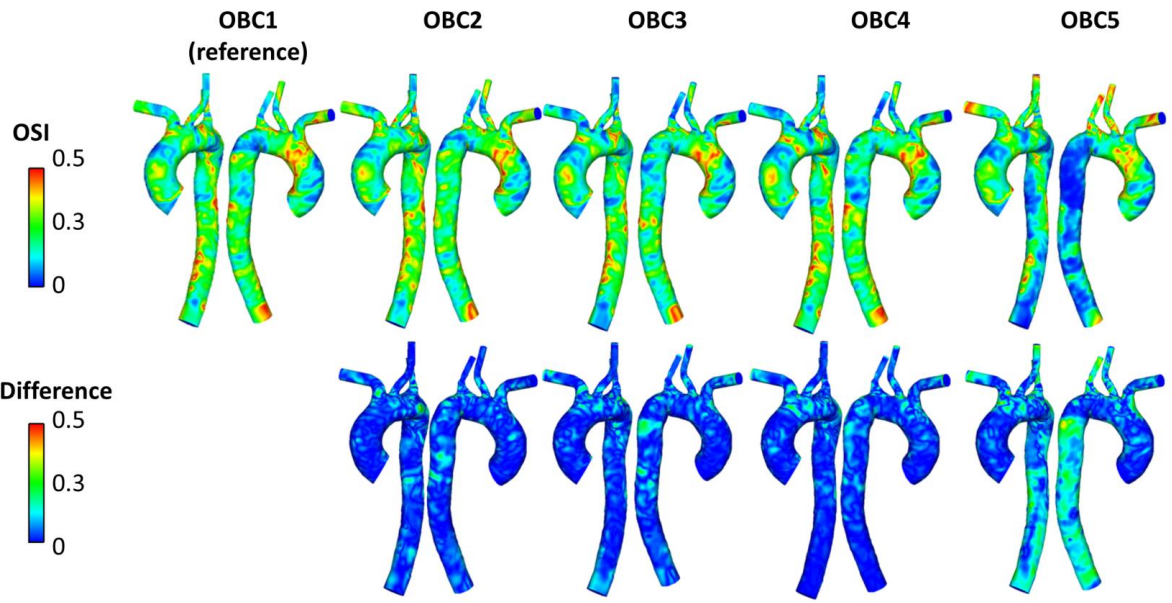 OBC1
(reference)
OBC2
OBC3
OBC4
OBC5
OSI
0.5
0.3
0
Difference
0.5
0.3
0